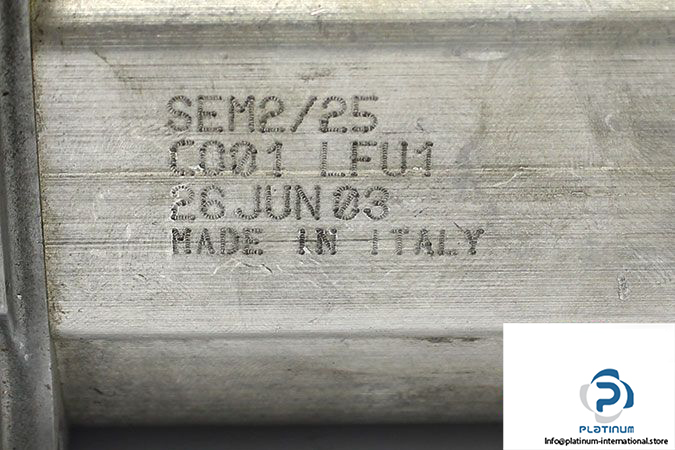 SEM2/25
C001 LFU1
26 JUN 03
MADE IN ITALY
PLATINUM
Info@platinum-international.store